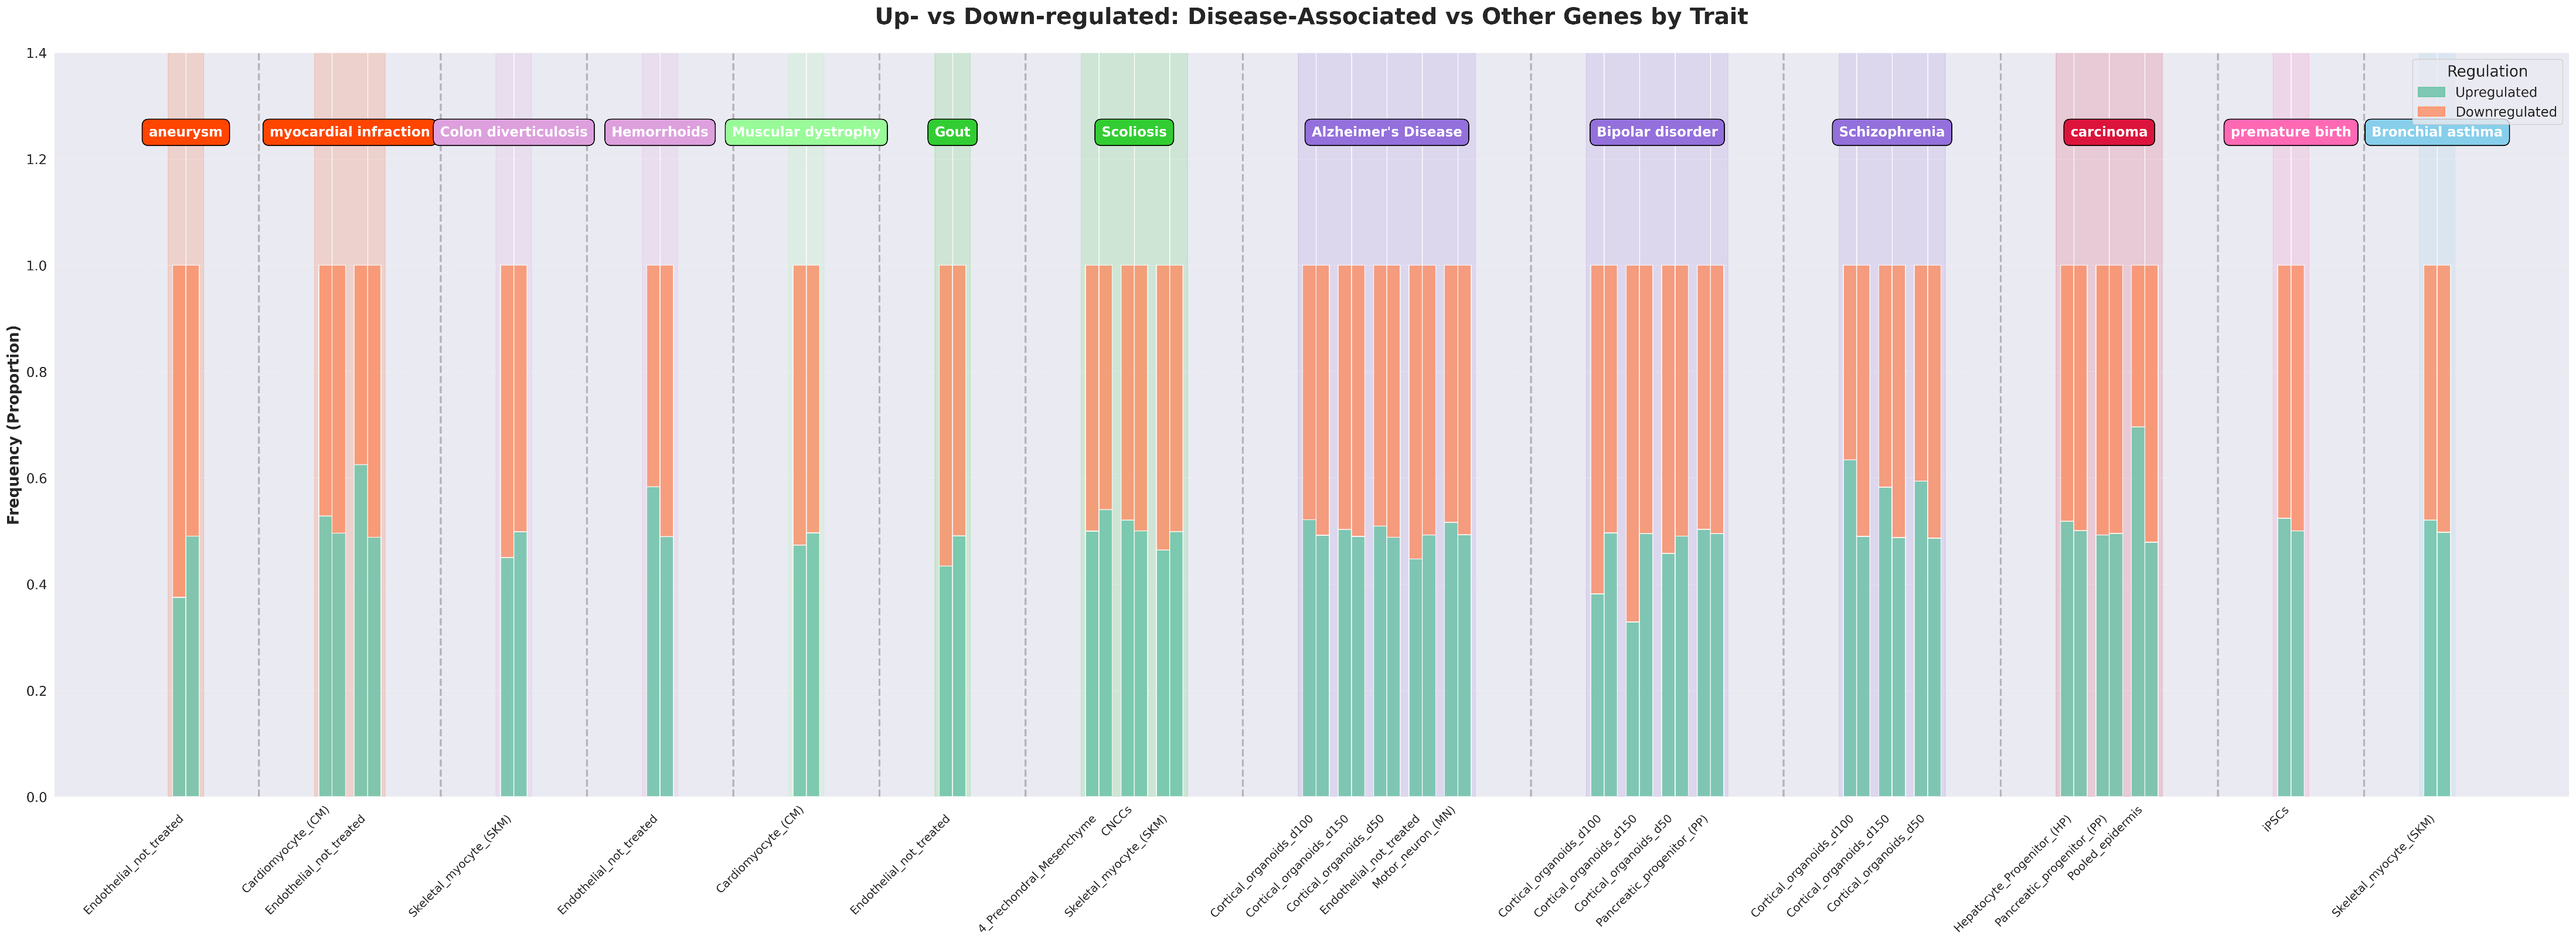 Up- vs Down-regulated: Disease-Associated vs Other Genes by Trait
Frequency (Proportion)
1.4
1.2
1.0
0.8
0.6
0.4
0.2
0.0
Regulation
Upregulated
Downregulated
aneurysm
myocardial infraction
Colon diverticulosis
Hemorrhoids
Muscular dystrophy
Gout
Scoliosis
Alzheimer's Disease
Bipolar disorder
Schizophrenia
carcinoma
premature birth
Bronchial asthma
Endothelial_not_treated
Cardiomyocyte_(CM)
Endothelial_not_treated
Skeletal_myocyte_(SKM)
Endothelial_not_treated
Cardiomyocyte_(CM)
Endothelial_not_treated
4_Prechondral_Mesenchyme
CNCCs
Skeletal_myocyte_(SKM)
Cortical_organoids_d100
Cortical_organoids_d150
Cortical_organoids_d50
Endothelial_not_treated
Motor_neuron_(MN)
Cortical_organoids_d100
Cortical_organoids_d150
Cortical_organoids_d50
Pancreatic_progenitor_(PP)
Cortical_organoids_d100
Cortical_organoids_d150
Cortical_organoids_d50
Hepatocyte_Progenitor_(HP)
Pancreatic_progenitor_(PP)
Pooled_epidermis
iPSCs
Skeletal_myocyte_(SKM)